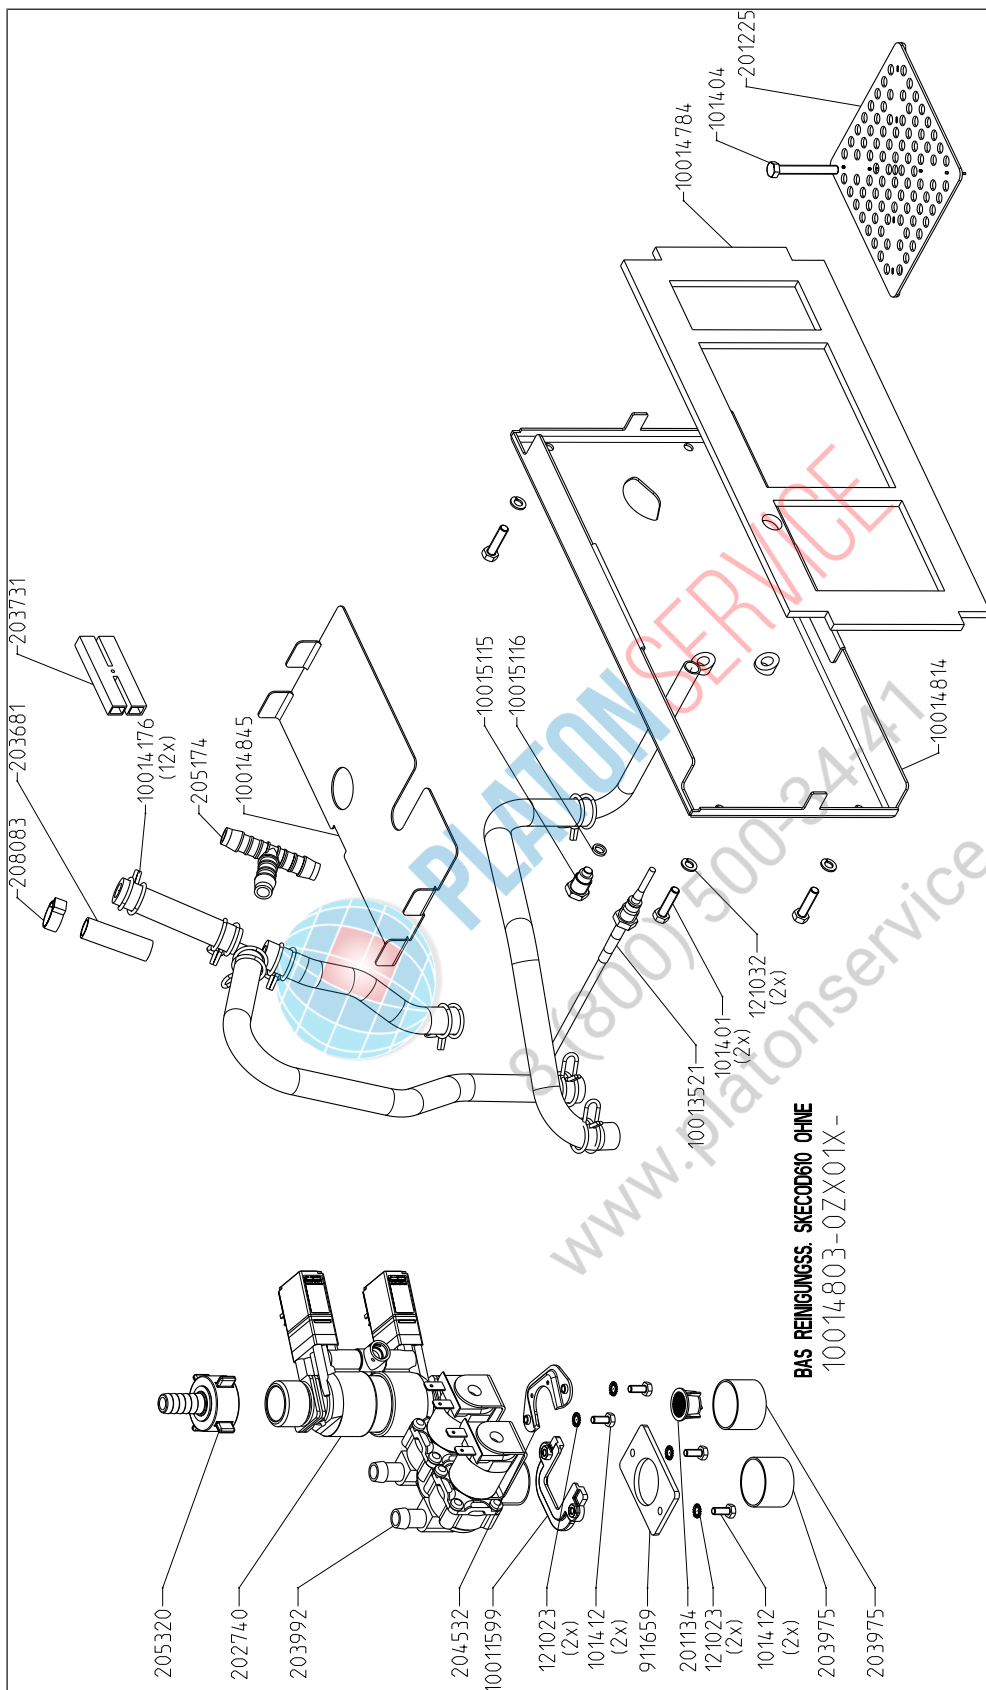 203731
203681
208083
10014176
(12x)
205174
10014845
10015115
10015116
10014784
101404
201225
10014814
121032
(2x)
101401
(2x)
10013521
BAS REINIGUNGSS. SKECOD610 OHNE
10014803-0ZX01X-
205320
202740
203992
204532
10011599
121023
(2x)
101412
(2x)
911659
201134
121023
(2x)
101412
(2x)
203975
203975
PLATONSERVICE
8 (800) 500-34-41
www.platonservice